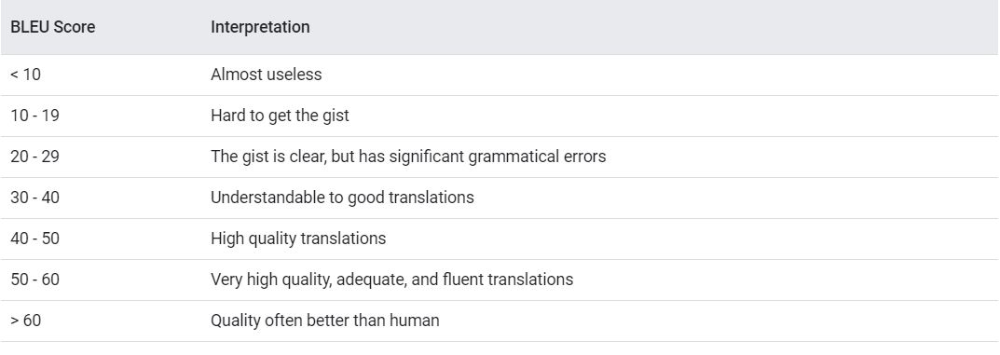 BLEU Score Interpretation
< 10 Almost useless
10 - 19 Hard to get the gist
20 - 29 The gist is clear, but has significant grammatical errors
30 - 40 Understandable to good translations
40 - 50 High quality translations
50 - 60 Very high quality, adequate, and fluent translations
> 60 Quality often better than human